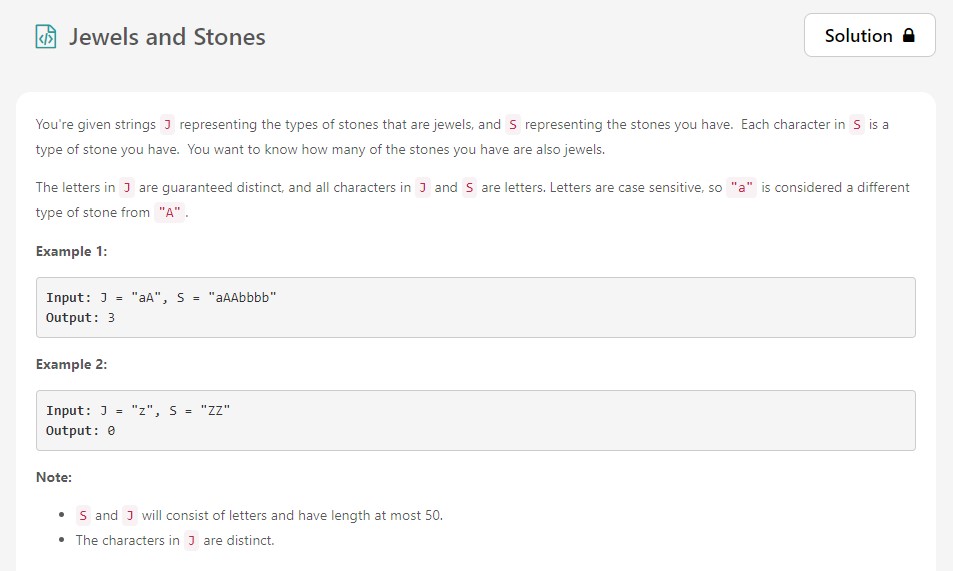 Jewels and Stones
Solution
You're given strings J representing the types of stones that are jewels, and S representing the stones you have. Each character in S is a
type of stone you have. You want to know how many of the stones you have are also jewels.
The letters in J are guaranteed distinct, and all characters in J and S are letters. Letters are case sensitive, so "a" is considered a different
type of stone from "A".
Example 1:
Input: J = "aA", S = "aAAbbbb"
Output: 3
Example 2:
Input: J = "z", S = "ZZ"
Output: 0
Note:
• S and J will consist of letters and have length at most 50.
• The characters in J are distinct.